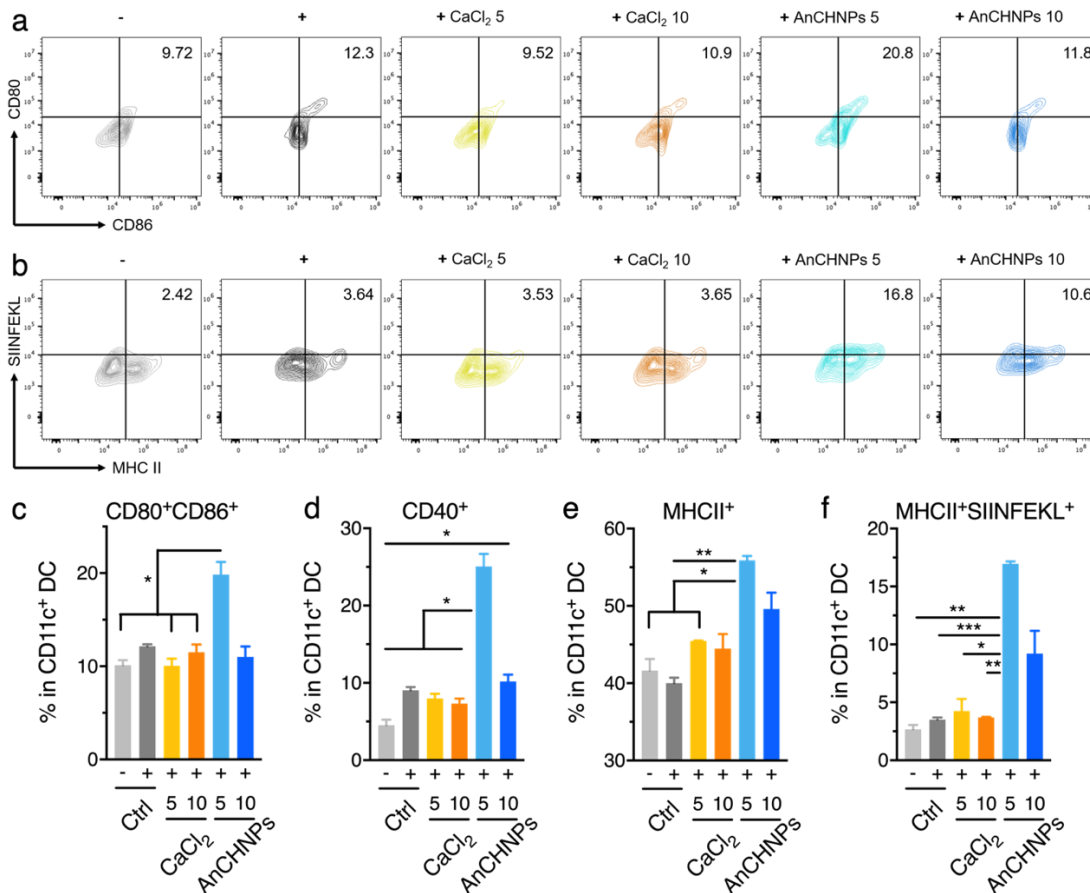 a - + + CaCl₂ 5 + CaCl₂ 10 + AnCHNPs 5 + AnCHNPs 10
9.72 12.3 9.52 10.9 20.8 11.8
CD80
CD86
b - + + CaCl₂ 5 + CaCl₂ 10 + AnCHNPs 5 + AnCHNPs 10
2.42 3.64 3.53 3.65 16.8 10.6
SIINFEKL
MHC II
c CD80⁺CD86⁺
% in CD11c⁺ DC
20
10
0
*
- + + + + +
5 10 5 10
Ctrl CaCl₂ AnCHNPs
d CD40⁺
% in CD11c⁺ DC
30
20
10
0
*
*
- + + + + +
5 10 5 10
Ctrl CaCl₂ AnCHNPs
e MHCII⁺
% in CD11c⁺ DC
60
50
40
30
**
*
- + + + + +
5 10 5 10
Ctrl CaCl₂ AnCHNPs
f MHCII⁺SIINFEKL⁺
% in CD11c⁺ DC
20
15
10
5
0
**
***
*
**
- + + + + +
5 10 5 10
Ctrl CaCl₂ AnCHNPs